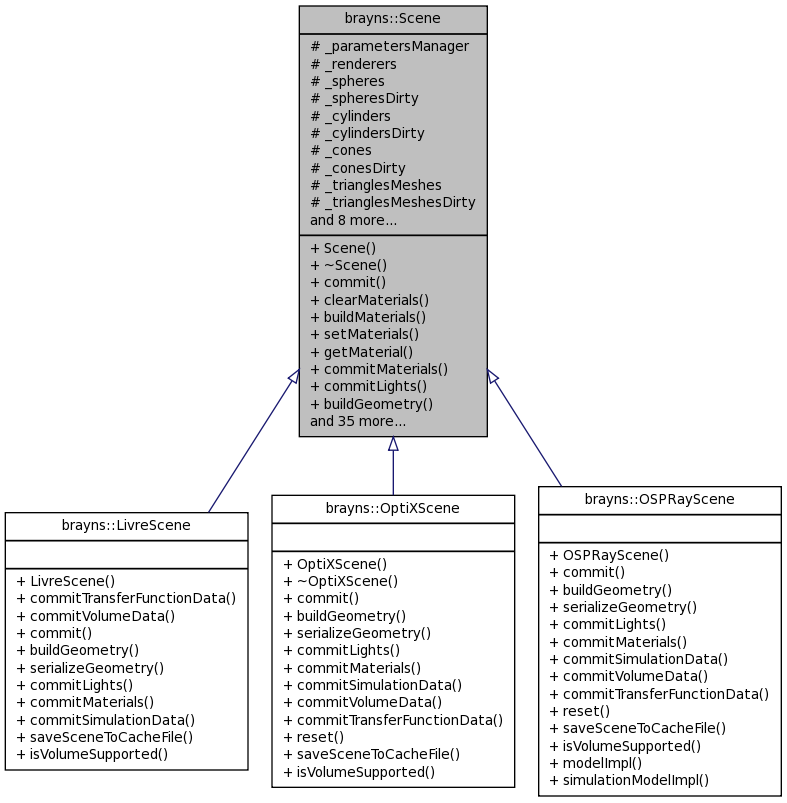 brayns::Scene
# _parametersManager
# _renderers
# _spheres
# _spheresDirty
# _cylinders
# _cylindersDirty
# _cones
# _conesDirty
# _trianglesMeshes
# _trianglesMeshesDirty
and 8 more...
+ Scene()
+ ~Scene()
+ commit()
+ clearMaterials()
+ buildMaterials()
+ setMaterials()
+ getMaterial()
+ commitMaterials()
+ commitLights()
+ buildGeometry()
and 35 more...
brayns::LivreScene
+ LivreScene()
+ commitTransferFunctionData()
+ commitVolumeData()
+ commit()
+ buildGeometry()
+ serializeGeometry()
+ commitLights()
+ commitMaterials()
+ commitSimulationData()
+ saveSceneToCacheFile()
+ isVolumeSupported()
brayns::OptiXScene
+ OptiXScene()
+ ~OptiXScene()
+ commit()
+ buildGeometry()
+ serializeGeometry()
+ commitLights()
+ commitMaterials()
+ commitSimulationData()
+ commitVolumeData()
+ commitTransferFunctionData()
+ reset()
+ saveSceneToCacheFile()
+ isVolumeSupported()
brayns::OSPRayScene
+ OSPRayScene()
+ commit()
+ buildGeometry()
+ serializeGeometry()
+ commitLights()
+ commitMaterials()
+ commitSimulationData()
+ commitVolumeData()
+ commitTransferFunctionData()
+ reset()
+ saveSceneToCacheFile()
+ isVolumeSupported()
+ modelImpl()
+ simulationModelImpl()